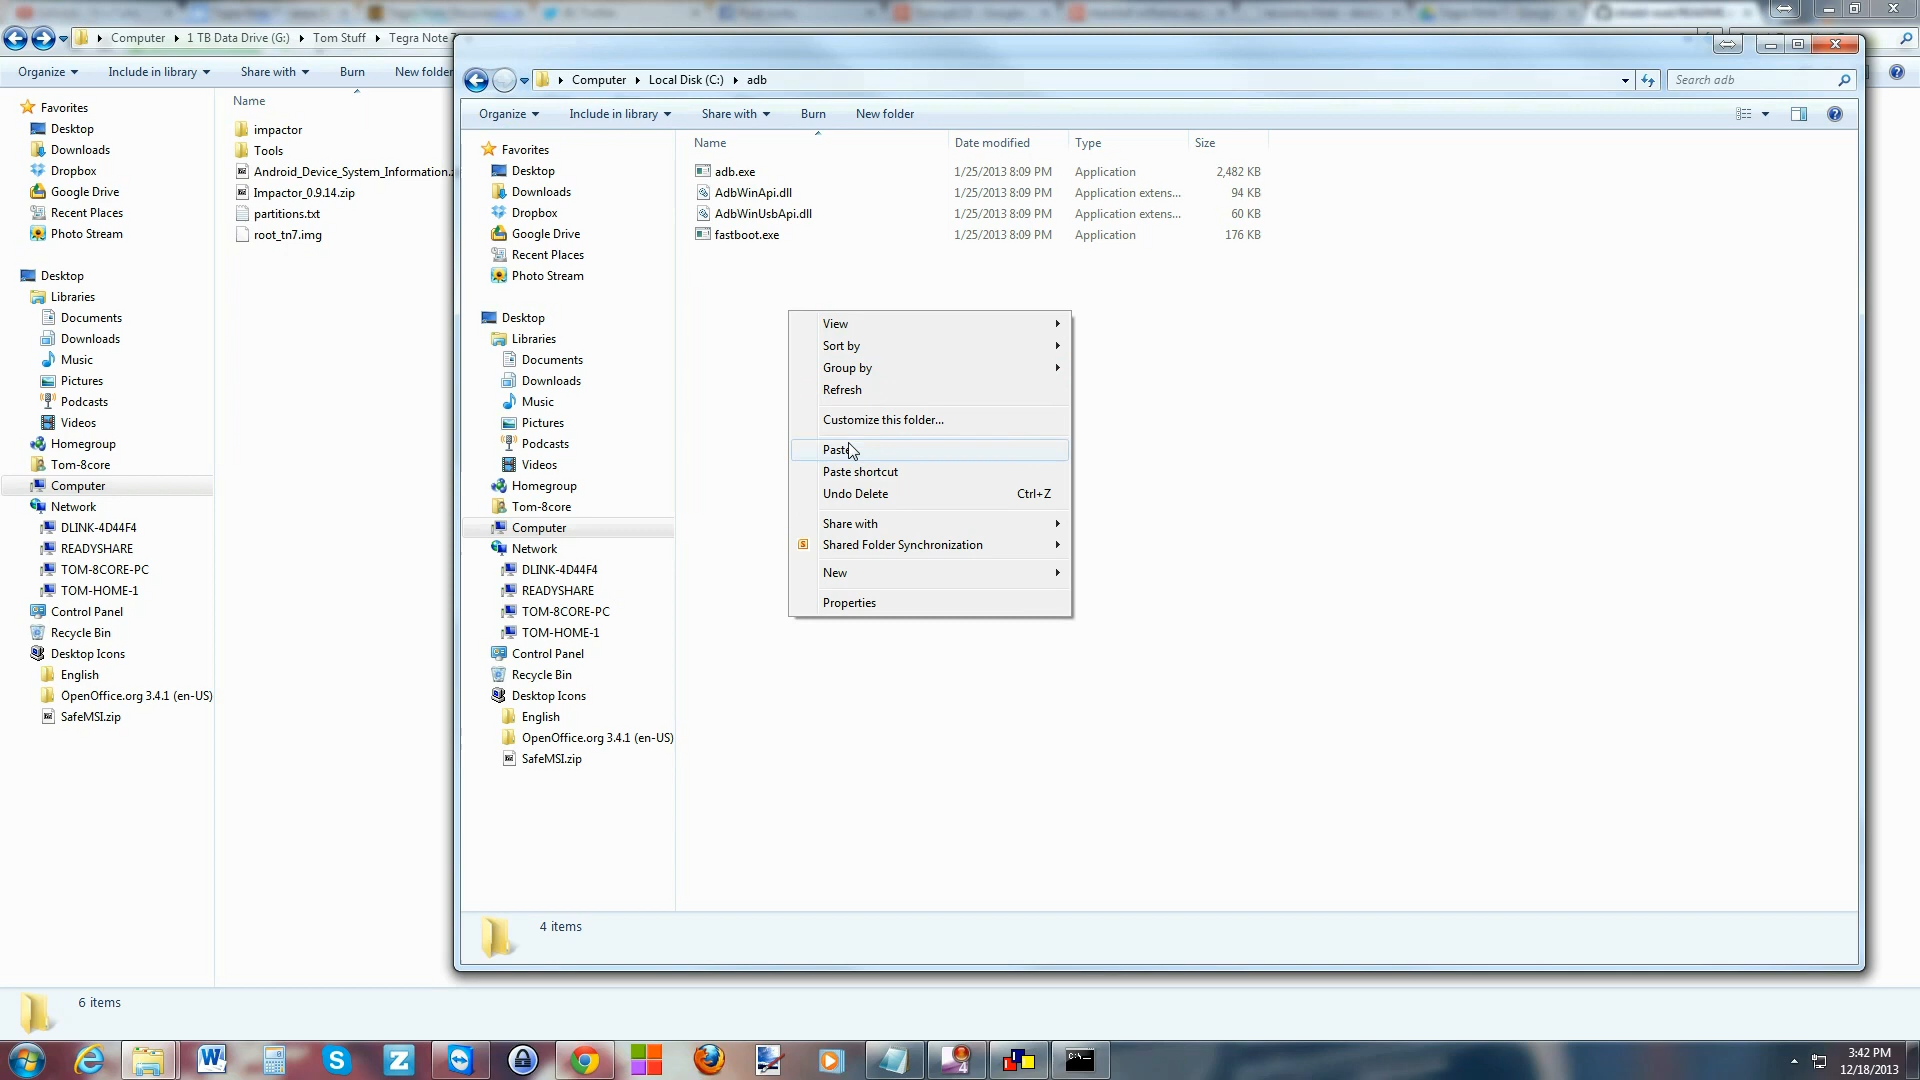 Computer ▸ 1 TB Data Drive (G:) ▸ Tom Stuff ▸ Tegra Note 7
Organize
Include in library
Share with
Burn
New folder
Favorites
Desktop
Downloads
Dropbox
Google Drive
Recent Places
Photo Stream
Desktop
Libraries
Documents
Downloads
Music
Pictures
Podcasts
Videos
Homegroup
Tom-8core
Computer
Network
DLINK-4D44F4
READYSHARE
TOM-8CORE-PC
TOM-HOME-1
Control Panel
Recycle Bin
Desktop Icons
English
OpenOffice.org 3.4.1 (en-US)
SafeMSI.zip
Name
impactor
Tools
Android_Device_System_Information.
Impactor_0.9.14.zip
partitions.txt
root_tn7.img
6 items
Computer ▸ Local Disk (C:) ▸ adb
Search adb
Organize
Include in library
Share with
Burn
New folder
Favorites
Desktop
Downloads
Dropbox
Google Drive
Recent Places
Photo Stream
Desktop
Libraries
Documents
Downloads
Music
Pictures
Podcasts
Videos
Homegroup
Tom-8core
Computer
Network
DLINK-4D44F4
READYSHARE
TOM-8CORE-PC
TOM-HOME-1
Control Panel
Recycle Bin
Desktop Icons
English
OpenOffice.org 3.4.1 (en-US)
SafeMSI.zip
Name Date modified Type Size
adb.exe 1/25/2013 8:09 PM Application 2,482 KB
AdbWinApi.dll 1/25/2013 8:09 PM Application extens... 94 KB
AdbWinUsbApi.dll 1/25/2013 8:09 PM Application extens... 60 KB
fastboot.exe 1/25/2013 8:09 PM Application 176 KB
View
Sort by
Group by
Refresh
Customize this folder...
Paste
Paste shortcut
Undo Delete Ctrl+Z
Share with
Shared Folder Synchronization
New
Properties
4 items
3:42 PM
12/18/2013